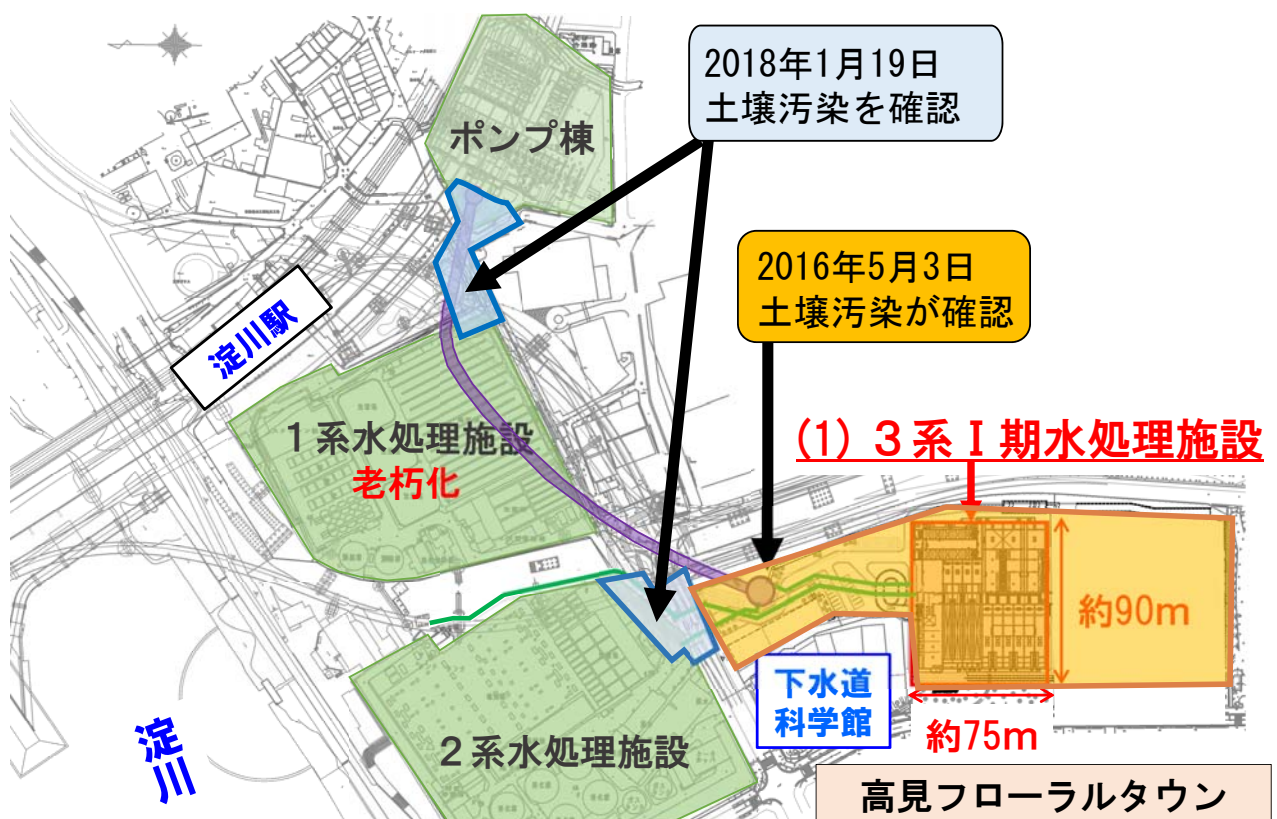 2018年1月19日
土壌汚染を確認
ポンプ棟
2016年5月3日
土壌汚染が確認
淀川駅
1系水処理施設
老朽化
(1) 3系Ⅰ期水処理施設
約90m
下水道
科学館
約75m
淀川
2系水処理施設
高見フローラルタウン